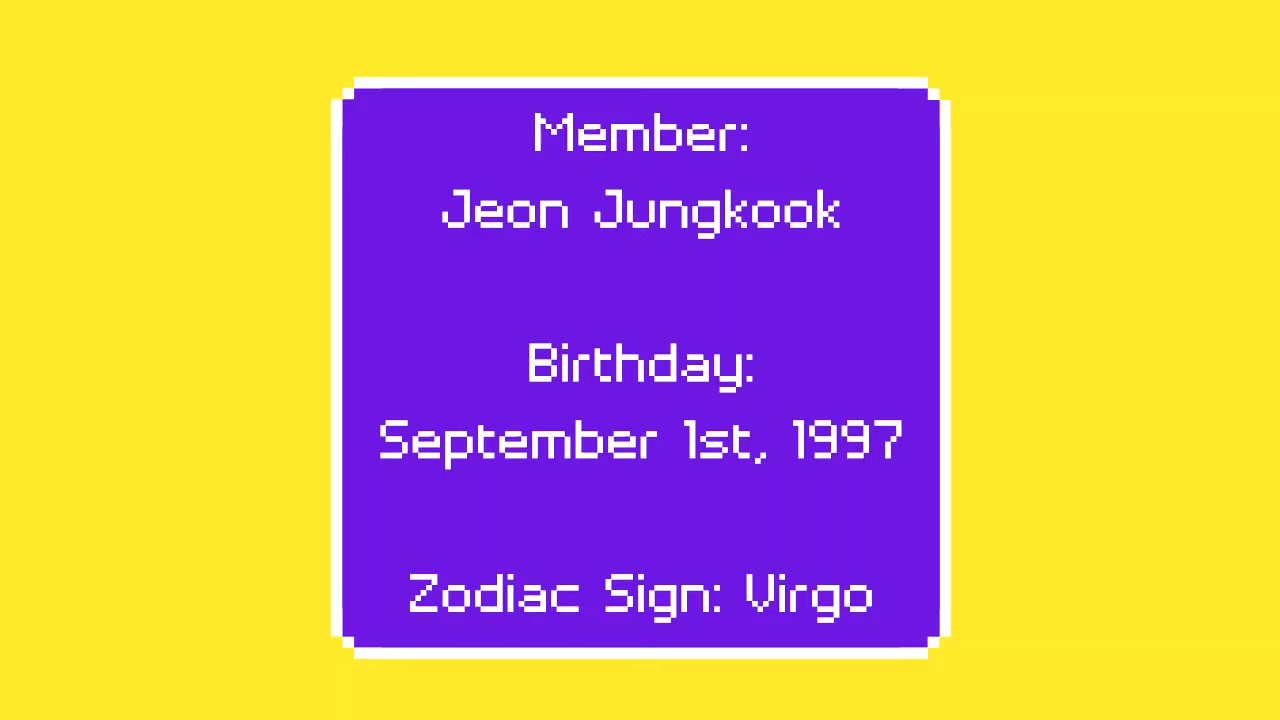 Member:
Jeon Jungkook
Birthday:
September 1st, 1997
Zodiac Sign: Virgo